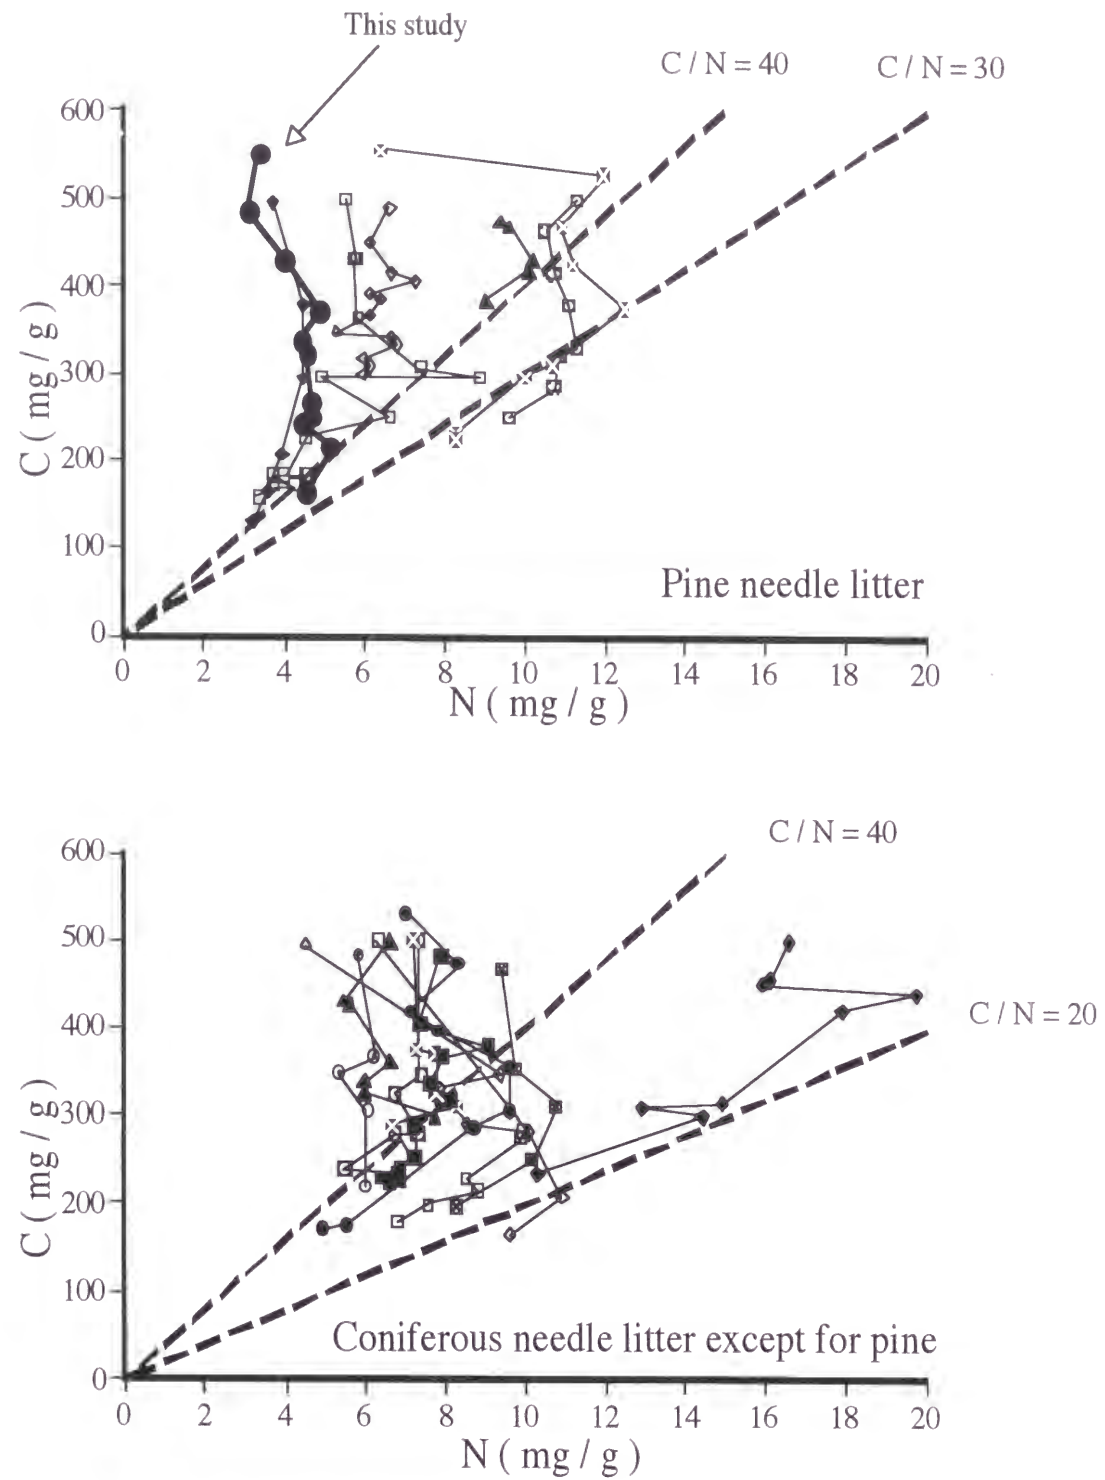 This study
C / N = 40
C / N = 30
600
500
400
300
200
100
0
C ( mg / g )
Pine needle litter
0 2 4 6 8 10 12 14 16 18 20
N ( mg / g )
C / N = 40
600
500
400
300
200
100
0
C ( mg / g )
C / N = 20
Coniferous needle litter except for pine
0 2 4 6 8 10 12 14 16 18 20
N ( mg / g )